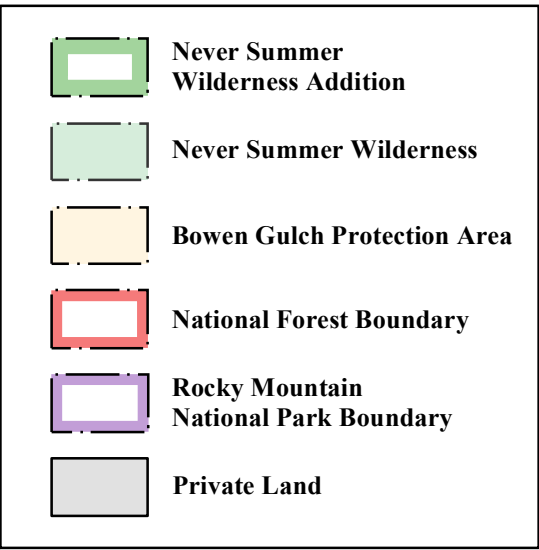 Never Summer
Wilderness Addition
Never Summer Wilderness
Bowen Gulch Protection Area
National Forest Boundary
Rocky Mountain
National Park Boundary
Private Land